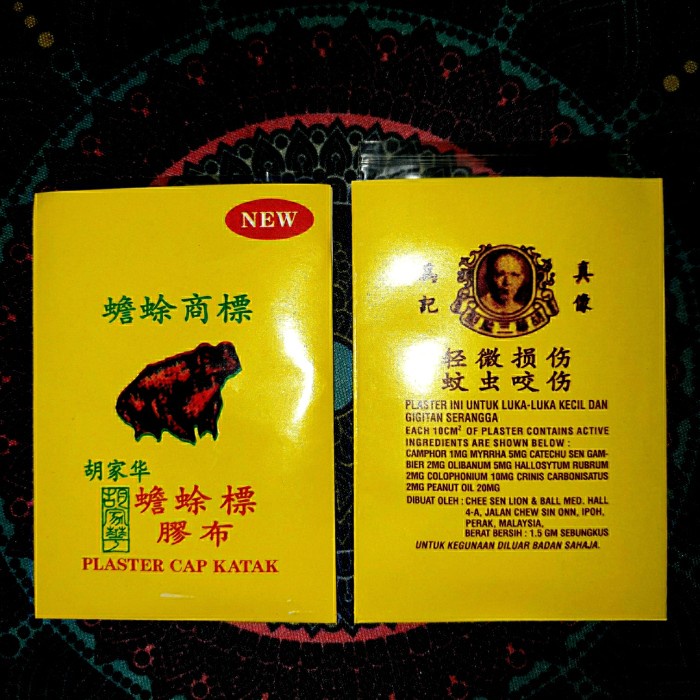 NEW
蟾蜍商標
胡家华
胡家華
蟾蜍標
膠布
PLASTER CAP KATAK
萬記
真像
轻微损伤
蚊虫咬伤
PLASTER INI UNTUK LUKA-LUKA KECIL DAN
GIGITAN SERANGGA
EACH 10CM² OF PLASTER CONTAINS ACTIVE
INGREDIENTS ARE SHOWN BELOW :
CAMPHOR 1MG MYRRHA 5MG CATECHU SEN GAM-
BIER 2MG OLIBANUM 5MG HALLOSYTUM RUBRUM
2MG COLOPHONIUM 10MG CRINIS CARBONISATUS
2MG PEANUT OIL 20MG
DIBUAT OLEH : CHEE SEN LION & BALL MED. HALL
4-A, JALAN CHEW SIN ONN, IPOH,
PERAK, MALAYSIA,
BERAT BERSIH : 1.5 GM SEBUNGKUS
UNTUK KEGUNAAN DILUAR BADAN SAHAJA.